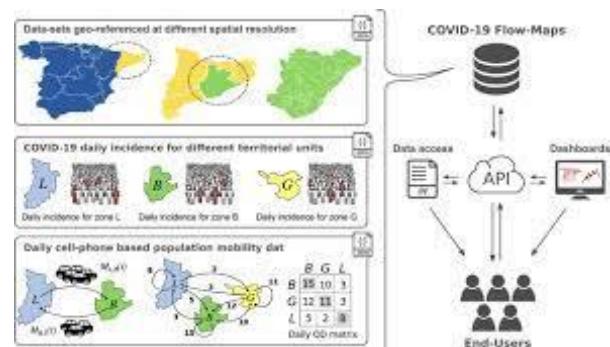 Data-sets geo-referenced at different spatial resolution
COVID-19 daily incidence for different territorial units
L
B
G
Daily incidence for zone L
Daily incidence for zone B
Daily incidence for zone G
Daily cell-phone based population mobility dat
L
B
L
G
B G L
B 15 10 3
G 12 11 3
L 5 2 8
Daily OD matrix
COVID-19 Flow-Maps
Data access
API
Dashboards
End-Users